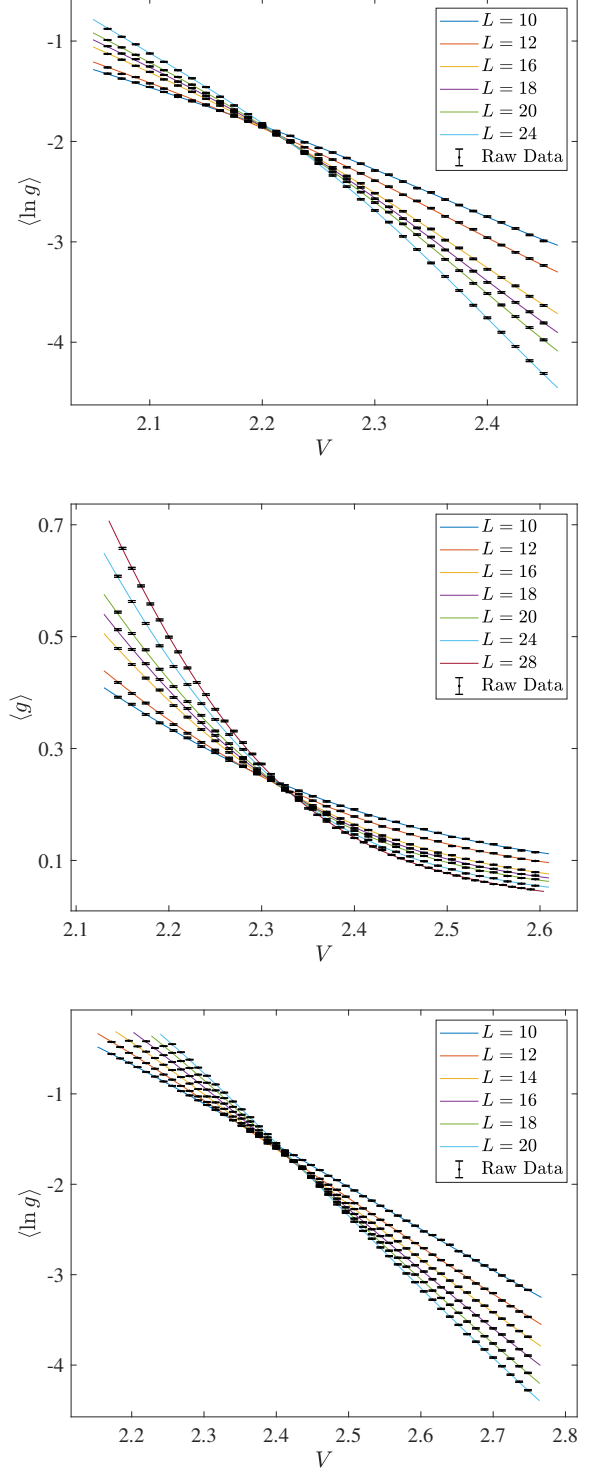 -1
-2
-3
-4
2.1
2.2
2.3
2.4
V
⟨ln g⟩
L = 10
L = 12
L = 16
L = 18
L = 20
L = 24
Raw Data
0.7
0.5
0.3
0.1
2.1
2.2
2.3
2.4
2.5
2.6
V
⟨g⟩
L = 10
L = 12
L = 16
L = 18
L = 20
L = 24
L = 28
Raw Data
-1
-2
-3
-4
2.2
2.3
2.4
2.5
2.6
2.7
2.8
V
⟨ln g⟩
L = 10
L = 12
L = 14
L = 16
L = 18
L = 20
Raw Data